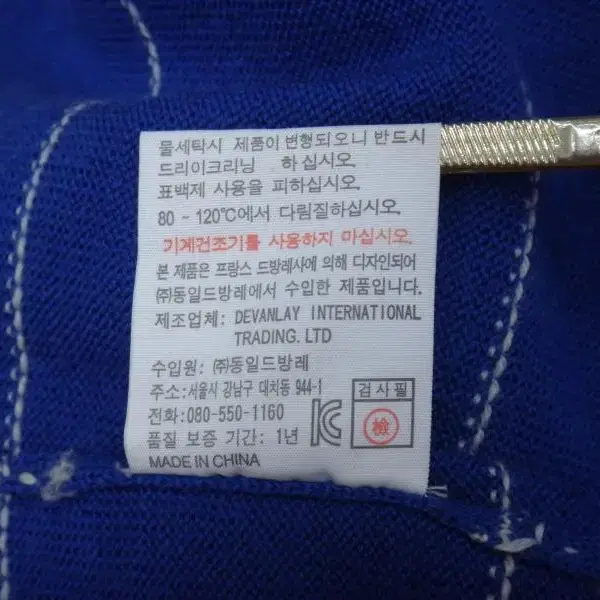 물세탁시 제품이 변형되오니 반드시
드라이크리닝 하십시오.
표백제 사용을 피하십시오.
80 ~ 120℃에서 다림질하십시오.
기계건조기를 사용하지 마십시오.
본 제품은 프랑스 드방레사에 의해 디자인되어
㈜동일드방레에서 수입한 제품입니다.
제조업체: DEVANLAY INTERNATIONAL
TRADING. LTD
수입원: ㈜동일드방레
주소:서울시 강남구 대치동 944-1
전화:080-550-1160
품질 보증 기간: 1년
MADE IN CHINA
검사필
檢